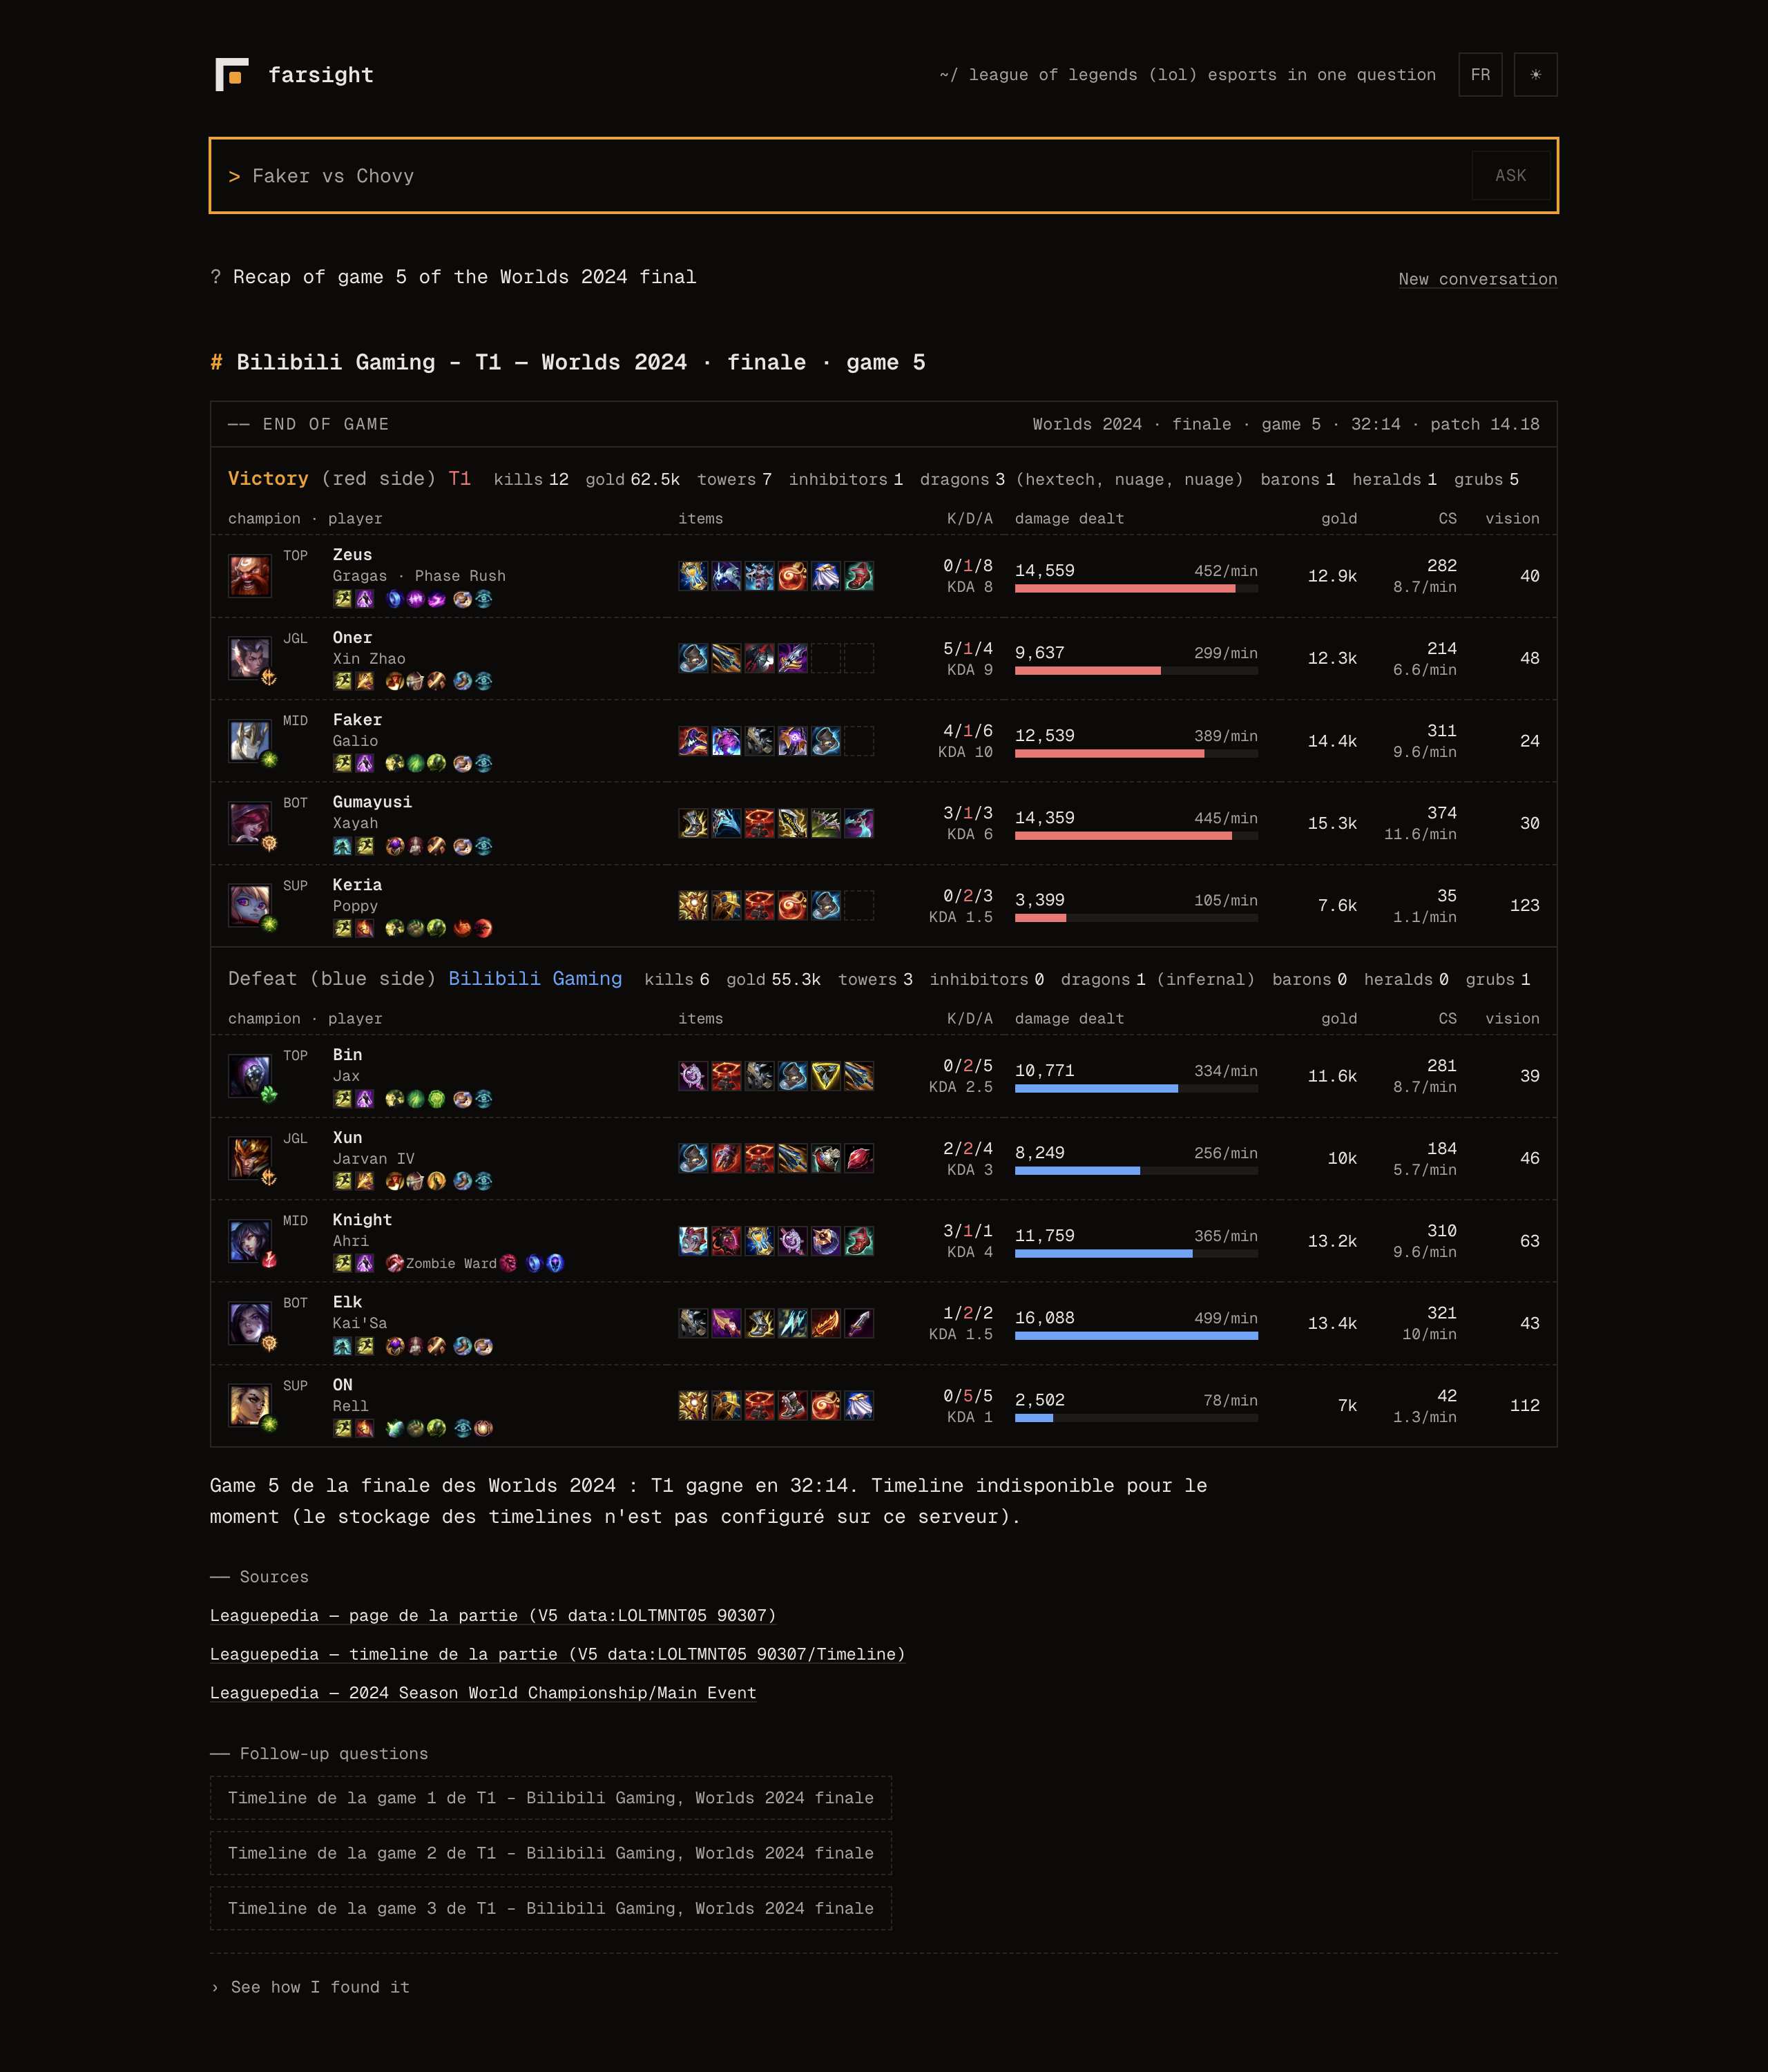 farsight
~/ league of legends (lol) esports in one question
FR
> Faker vs Chovy
ASK
? Recap of game 5 of the Worlds 2024 final
New conversation
# Bilibili Gaming – T1 — Worlds 2024 · finale · game 5
—— END OF GAME
Worlds 2024 · finale · game 5 · 32:14 · patch 14.18
Victory (red side) T1 kills 12 gold 62.5k towers 7 inhibitors 1 dragons 3 (hextech, nuage, nuage) barons 1 heralds 1 grubs 5
champion · player items K/D/A damage dealt gold CS vision
TOP Zeus
Gragas · Phase Rush
0/1/8
KDA 8
14,559 452/min
12.9k
282
8.7/min
40
JGL Oner
Xin Zhao
5/1/4
KDA 9
9,637 299/min
12.3k
214
6.6/min
48
MID Faker
Galio
4/1/6
KDA 10
12,539 389/min
14.4k
311
9.6/min
24
BOT Gumayusi
Xayah
3/1/3
KDA 6
14,359 445/min
15.3k
374
11.6/min
30
SUP Keria
Poppy
0/2/3
KDA 1.5
3,399 105/min
7.6k
35
1.1/min
123
Defeat (blue side) Bilibili Gaming kills 6 gold 55.3k towers 3 inhibitors 0 dragons 1 (infernal) barons 0 heralds 0 grubs 1
champion · player items K/D/A damage dealt gold CS vision
TOP Bin
Jax
0/2/5
KDA 2.5
10,771 334/min
11.6k
281
8.7/min
39
JGL Xun
Jarvan IV
2/2/4
KDA 3
8,249 256/min
10k
184
5.7/min
46
MID Knight
Ahri
Zombie Ward
3/1/1
KDA 4
11,759 365/min
13.2k
310
9.6/min
63
BOT Elk
Kai'Sa
1/2/2
KDA 1.5
16,088 499/min
13.4k
321
10/min
43
SUP ON
Rell
0/5/5
KDA 1
2,502 78/min
7k
42
1.3/min
112
Game 5 de la finale des Worlds 2024 : T1 gagne en 32:14. Timeline indisponible pour le
moment (le stockage des timelines n'est pas configuré sur ce serveur).
—— Sources
Leaguepedia — page de la partie (V5 data:LOLTMNT05 90307)
Leaguepedia — timeline de la partie (V5 data:LOLTMNT05 90307/Timeline)
Leaguepedia — 2024 Season World Championship/Main Event
—— Follow-up questions
Timeline de la game 1 de T1 – Bilibili Gaming, Worlds 2024 finale
Timeline de la game 2 de T1 – Bilibili Gaming, Worlds 2024 finale
Timeline de la game 3 de T1 – Bilibili Gaming, Worlds 2024 finale
› See how I found it